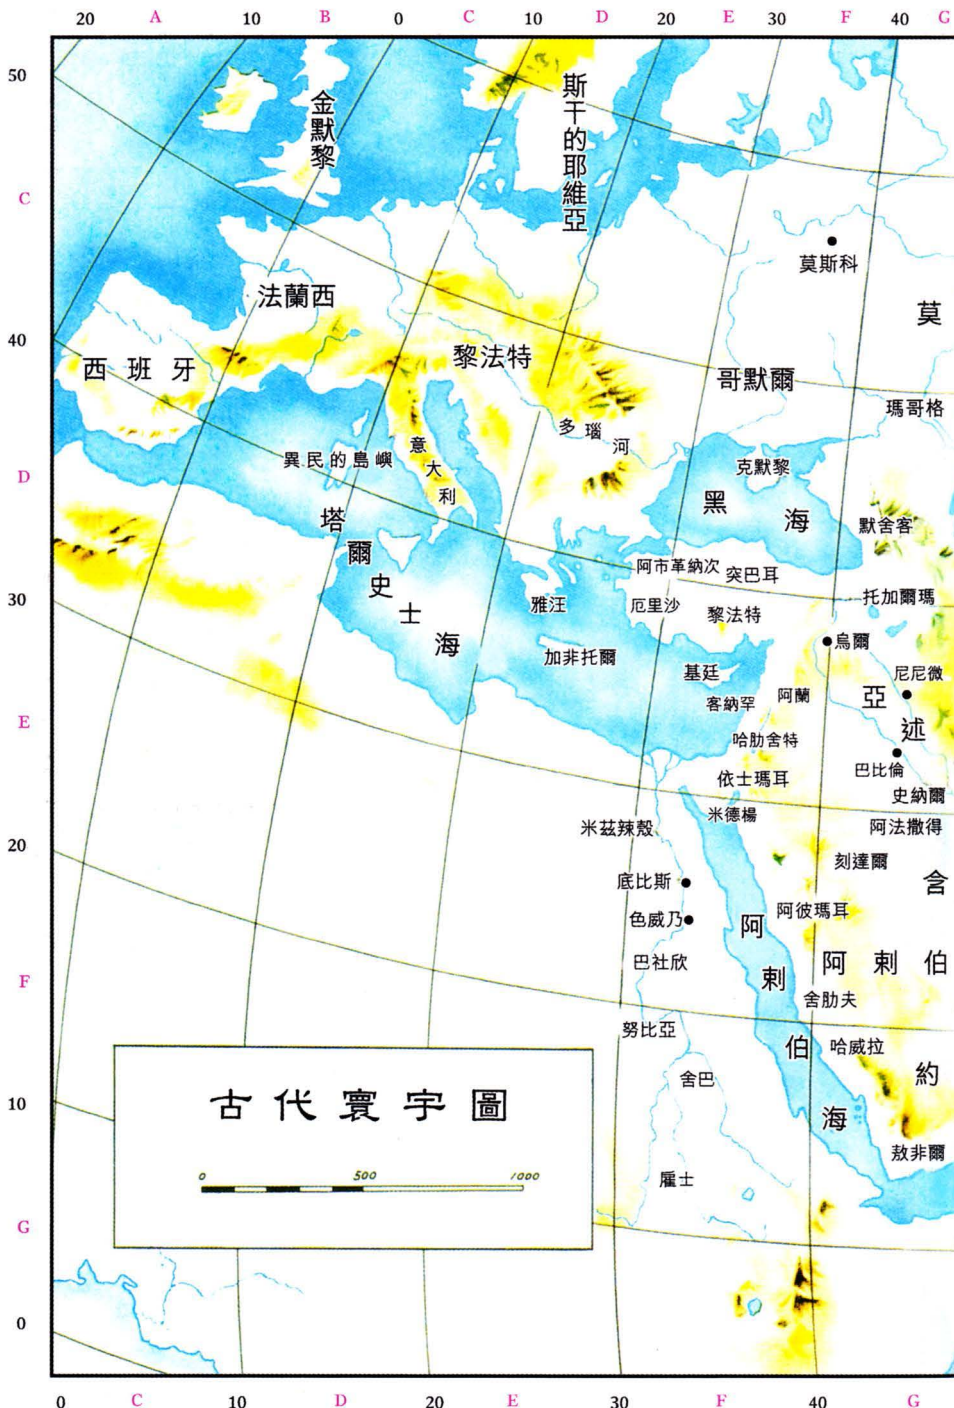 20 A 10 B 0 C 10 D 20 E 30 F 40 G
50
C
40
D
30
E
20
F
10
G
0
金默黎
斯干的耶維亞
莫斯科
法蘭西
莫
西班牙
黎法特
哥默爾
瑪哥格
多瑙河
意大利
異民的島嶼
克默黎
黑海
默舍客
塔爾史士海
阿市革納次
突巴耳
雅汪
厄里沙
黎法特
托加爾瑪
加非托爾
基廷
烏爾
尼尼微
客納罕
阿蘭
亞述
哈肋舍特
巴比倫
依士瑪耳
史納爾
米德楊
米茲辣殼
阿法撒得
刻達爾
含
底比斯
色威乃
阿彼瑪耳
阿剌伯海
巴社欣
阿剌伯
舍肋夫
努比亞
哈威拉
舍巴
約
敖非爾
雇士
古代寰宇圖
0 500 1000
0 C 10 D 20 E 30 F 40 G